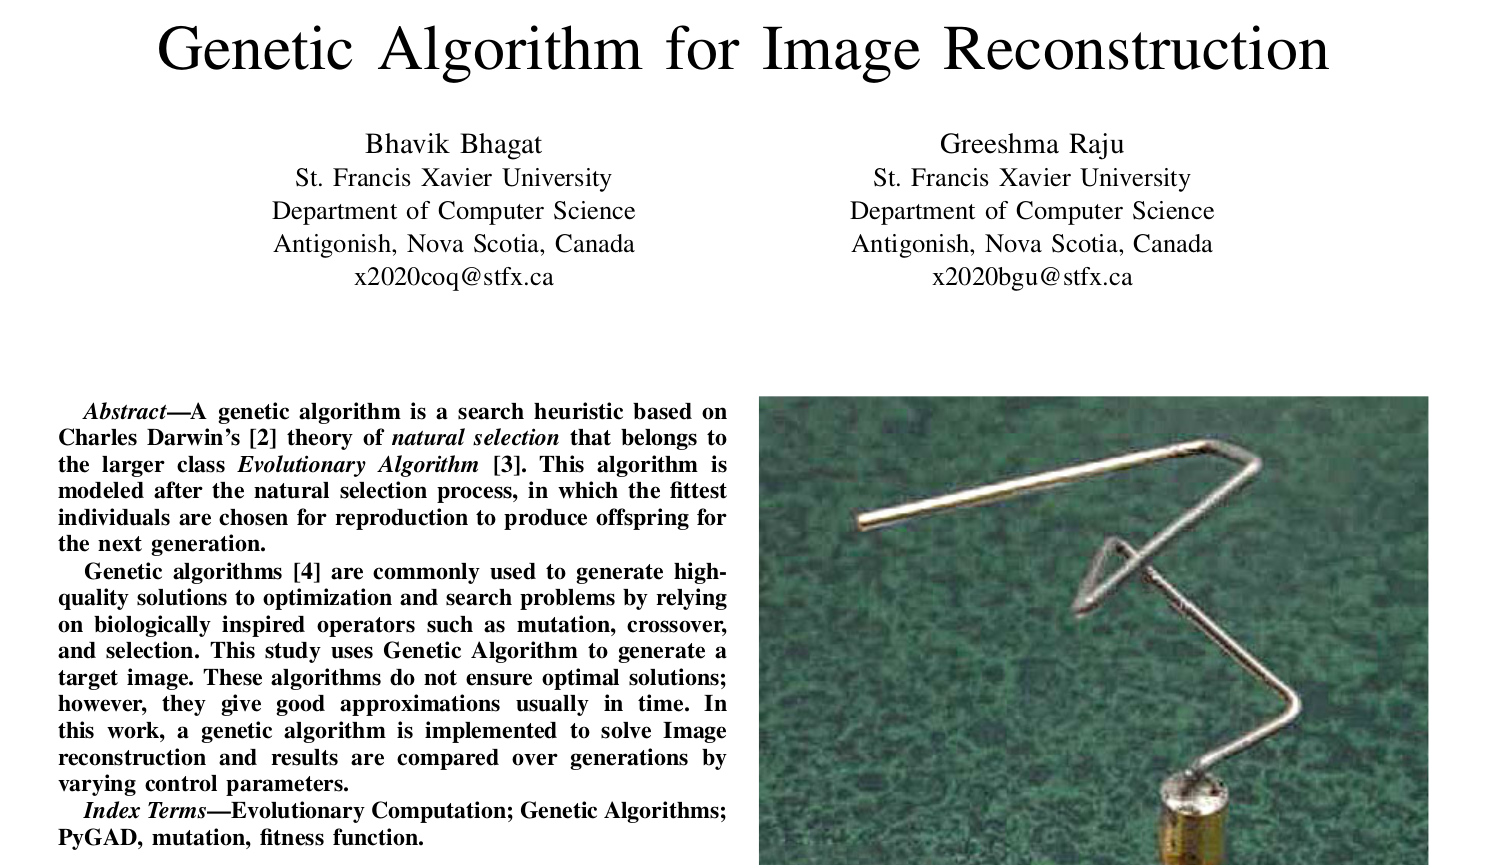 Genetic Algorithm for Image Reconstruction
Bhavik Bhagat
St. Francis Xavier University
Department of Computer Science
Antigonish, Nova Scotia, Canada
x2020coq@stfx.ca
Greeshma Raju
St. Francis Xavier University
Department of Computer Science
Antigonish, Nova Scotia, Canada
x2020bgu@stfx.ca
Abstract—A genetic algorithm is a search heuristic based on
Charles Darwin's [2] theory of natural selection that belongs to
the larger class Evolutionary Algorithm [3]. This algorithm is
modeled after the natural selection process, in which the fittest
individuals are chosen for reproduction to produce offspring for
the next generation.
Genetic algorithms [4] are commonly used to generate high-
quality solutions to optimization and search problems by relying
on biologically inspired operators such as mutation, crossover,
and selection. This study uses Genetic Algorithm to generate a
target image. These algorithms do not ensure optimal solutions;
however, they give good approximations usually in time. In
this work, a genetic algorithm is implemented to solve Image
reconstruction and results are compared over generations by
varying control parameters.
Index Terms—Evolutionary Computation; Genetic Algorithms;
PyGAD, mutation, fitness function.